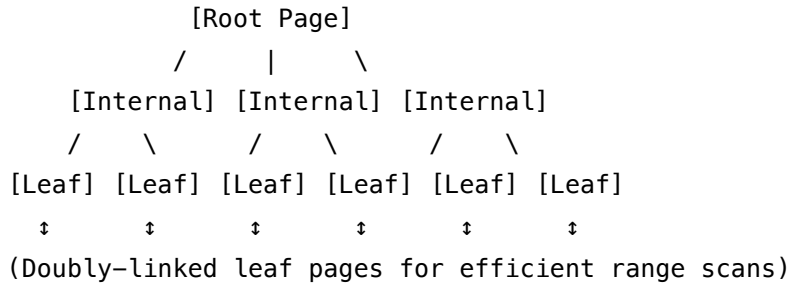 [Root Page]
/ | \
[Internal] [Internal] [Internal]
/ \ / \ / \
[Leaf] [Leaf] [Leaf] [Leaf] [Leaf] [Leaf]
↕ ↕ ↕ ↕ ↕ ↕
(Doubly-linked leaf pages for efficient range scans)